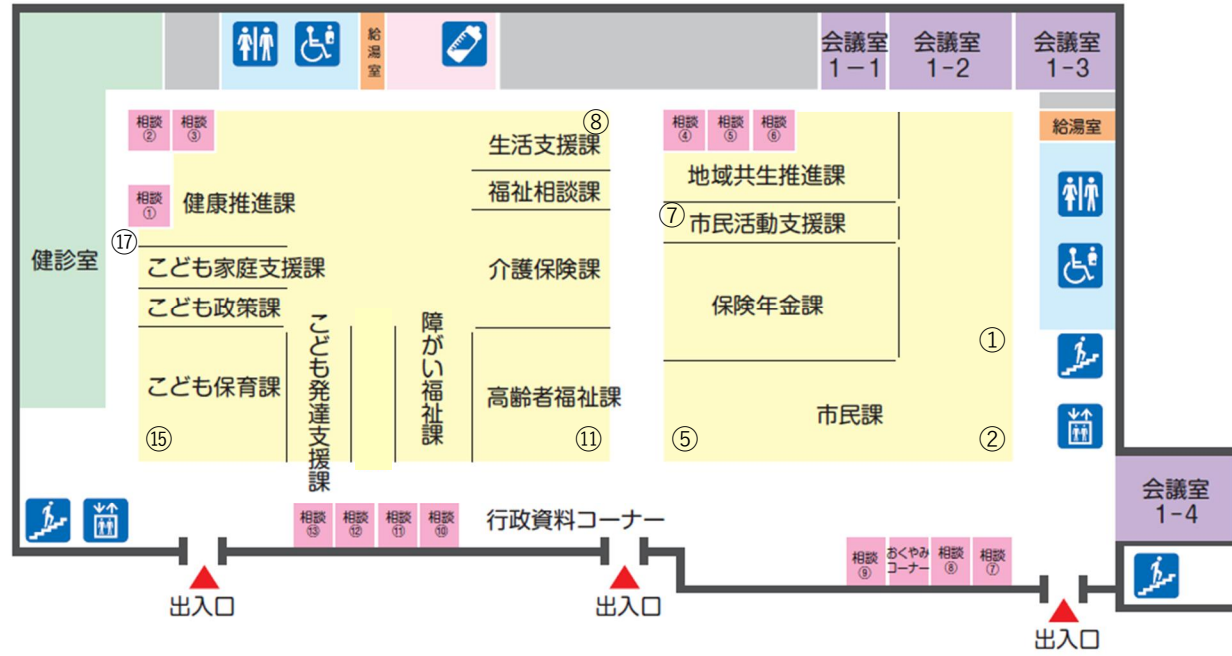 給湯室
会議室
1－1
会議室
1-2
会議室
1-3
相談
②
相談
③
⑧
生活支援課
相談
④
相談
⑤
相談
⑥
給湯室
地域共生推進課
福祉相談課
相談
①
健康推進課
⑦
市民活動支援課
⑰
健診室
こども家庭支援課
介護保険課
こども政策課
保険年金課
こども発達支援課
障がい福祉課
①
こども保育課
高齢者福祉課
市民課
⑮
⑪
⑤
②
会議室
1-4
相談
⑬
相談
⑫
相談
⑪
相談
⑩
行政資料コーナー
相談
⑨
おくやみ
コーナー
相談
⑧
相談
⑦
出入口
出入口
出入口